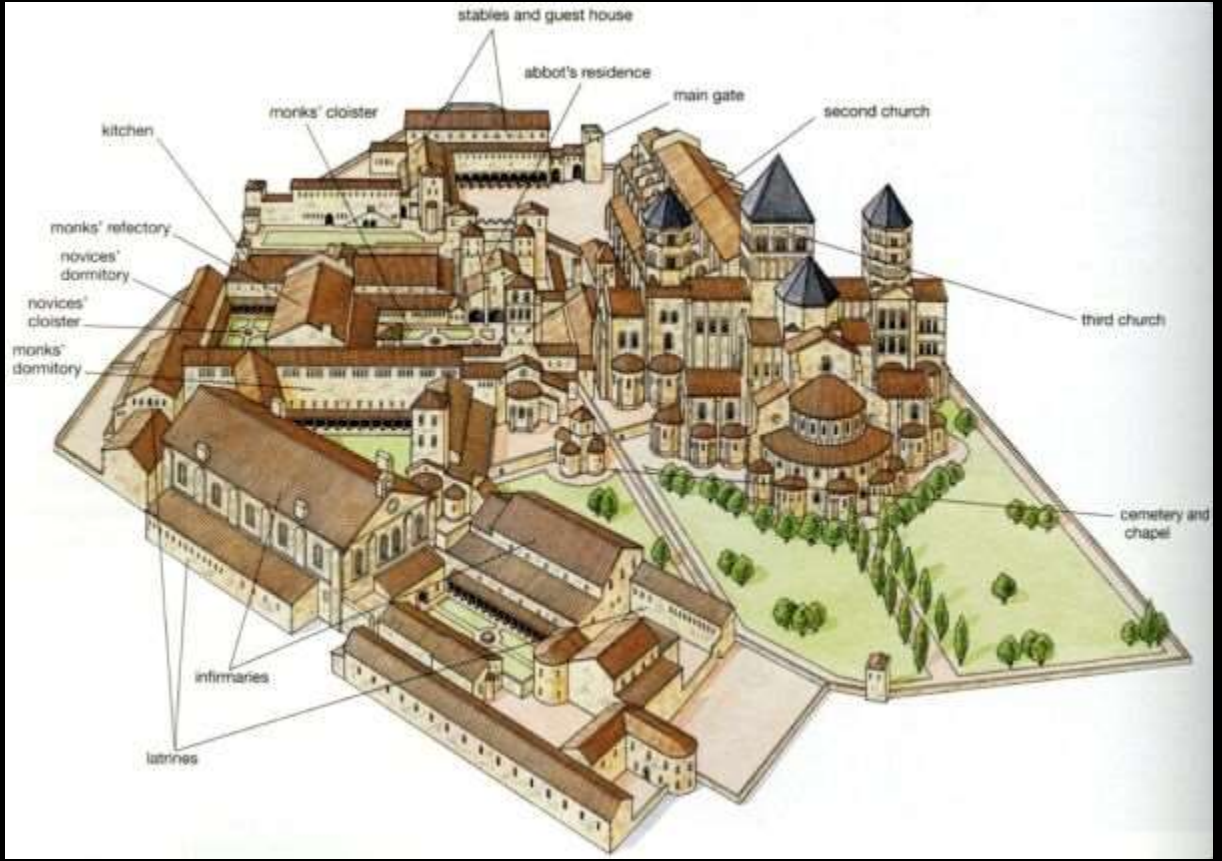 stables and guest house
abbot's residence
main gate
monks' cloister
second church
kitchen
monks' refectory
novices'
dormitory
novices'
cloister
monks'
dormitory
third church
cemetery and
chapel
infirmaries
latrines